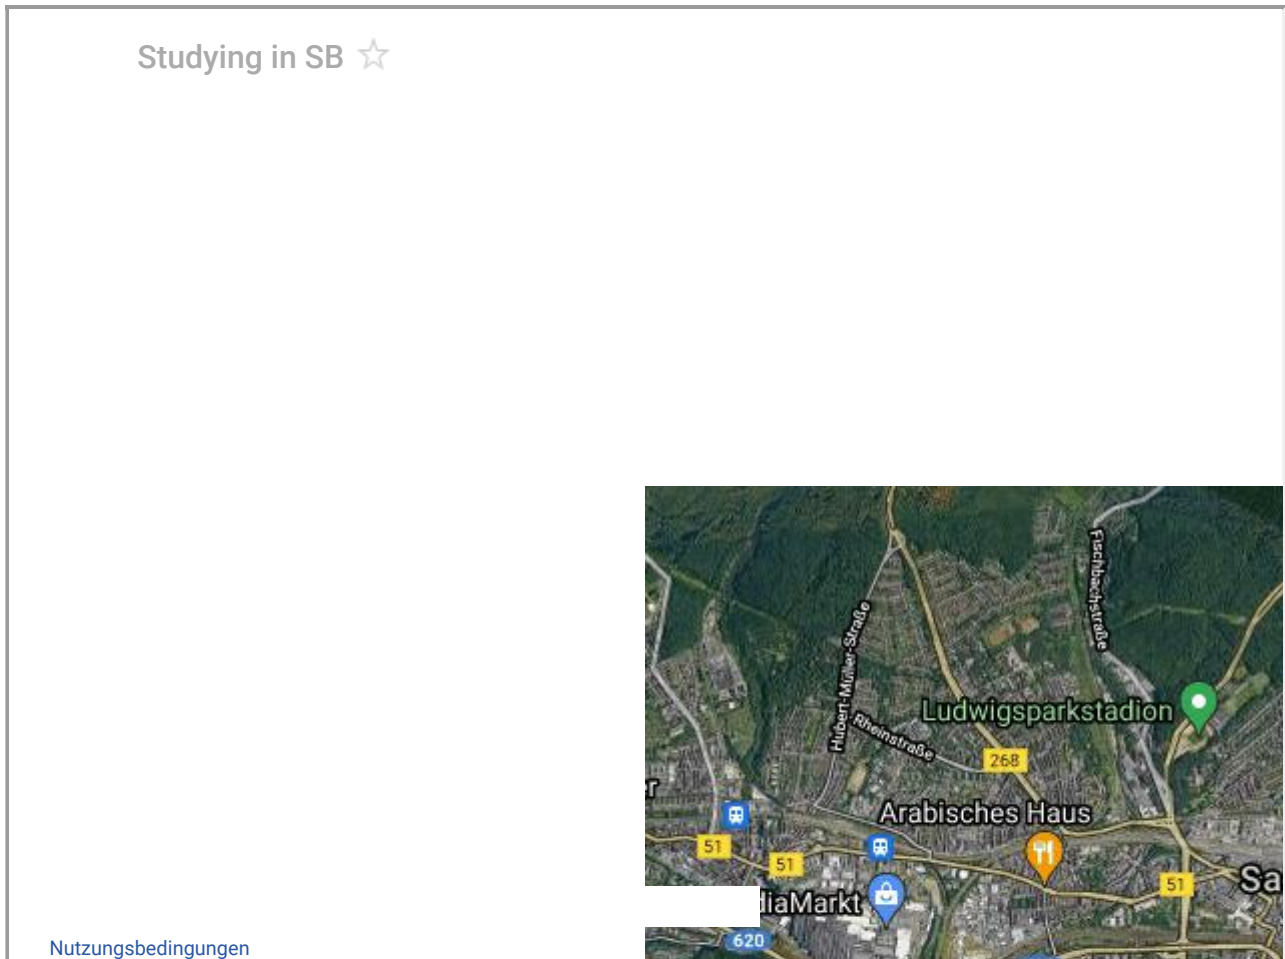 Studying in SB
Fischbachstraße
Hubert-Müller-Straße
Ludwigsparkstadion
Rheinstraße
268
r
Arabisches Haus
51
51
51
Sa
diaMarkt
620
Nutzungsbedingungen